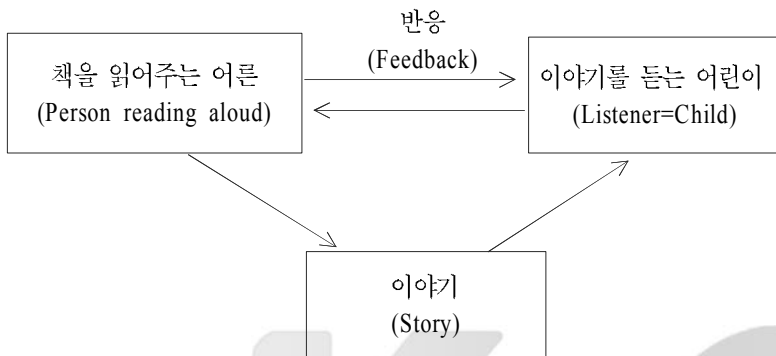 반응
(Feedback)
책을 읽어주는 어른
(Person reading aloud)
이야기를 듣는 어린이
(Listener=Child)
이야기
(Story)